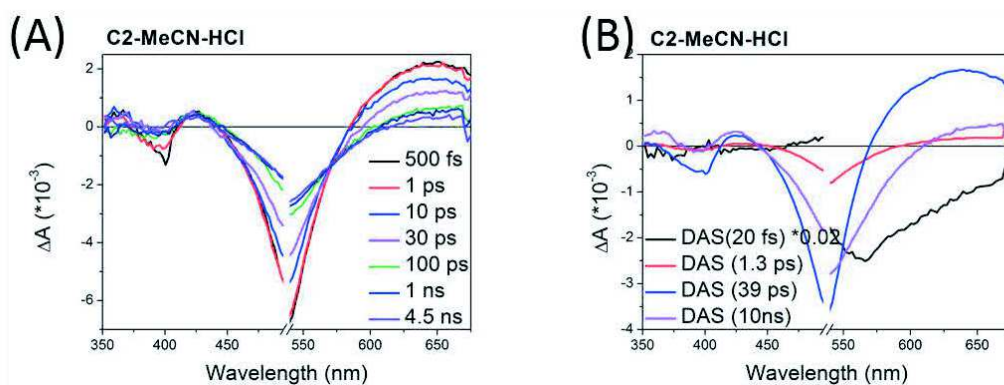 (A)
C2-MeCN-HCl
2
0
-2
-4
-6
ΔA (*10⁻³)
500 fs
1 ps
10 ps
30 ps
100 ps
1 ns
4.5 ns
350 400 450 550 600 650
Wavelength (nm)
(B)
C2-MeCN-HCl
2
1
0
-1
-2
-3
-4
ΔA (*10⁻³)
DAS(20 fs) *0.02
DAS (1.3 ps)
DAS (39 ps)
DAS (10ns)
350 400 450 550 600 650
Wavelength (nm)